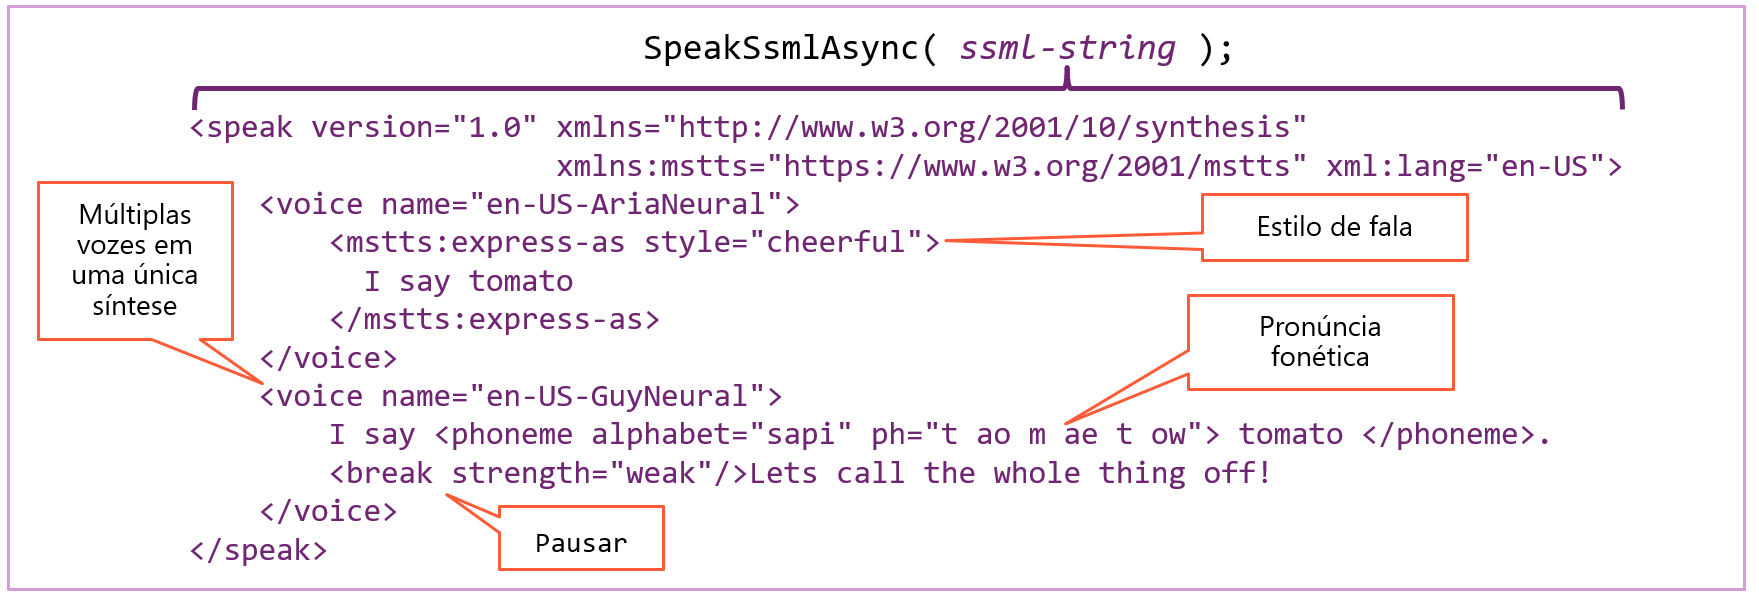 SpeakSsmlAsync( ssml-string );
<speak version="1.0" xmlns="http://www.w3.org/2001/10/synthesis"
xmlns:mstts="https://www.w3.org/2001/mstts" xml:lang="en-US">
<voice name="en-US-AriaNeural">
<mstts:express-as style="cheerful">
I say tomato
</mstts:express-as>
</voice>
<voice name="en-US-GuyNeural">
I say <phoneme alphabet="sapi" ph="t ao m ae t ow"> tomato </phoneme>.
<break strength="weak"/>Lets call the whole thing off!
</voice>
</speak>
Múltiplas
vozes em
uma única
síntese
Estilo de fala
Pronúncia
fonética
Pausar